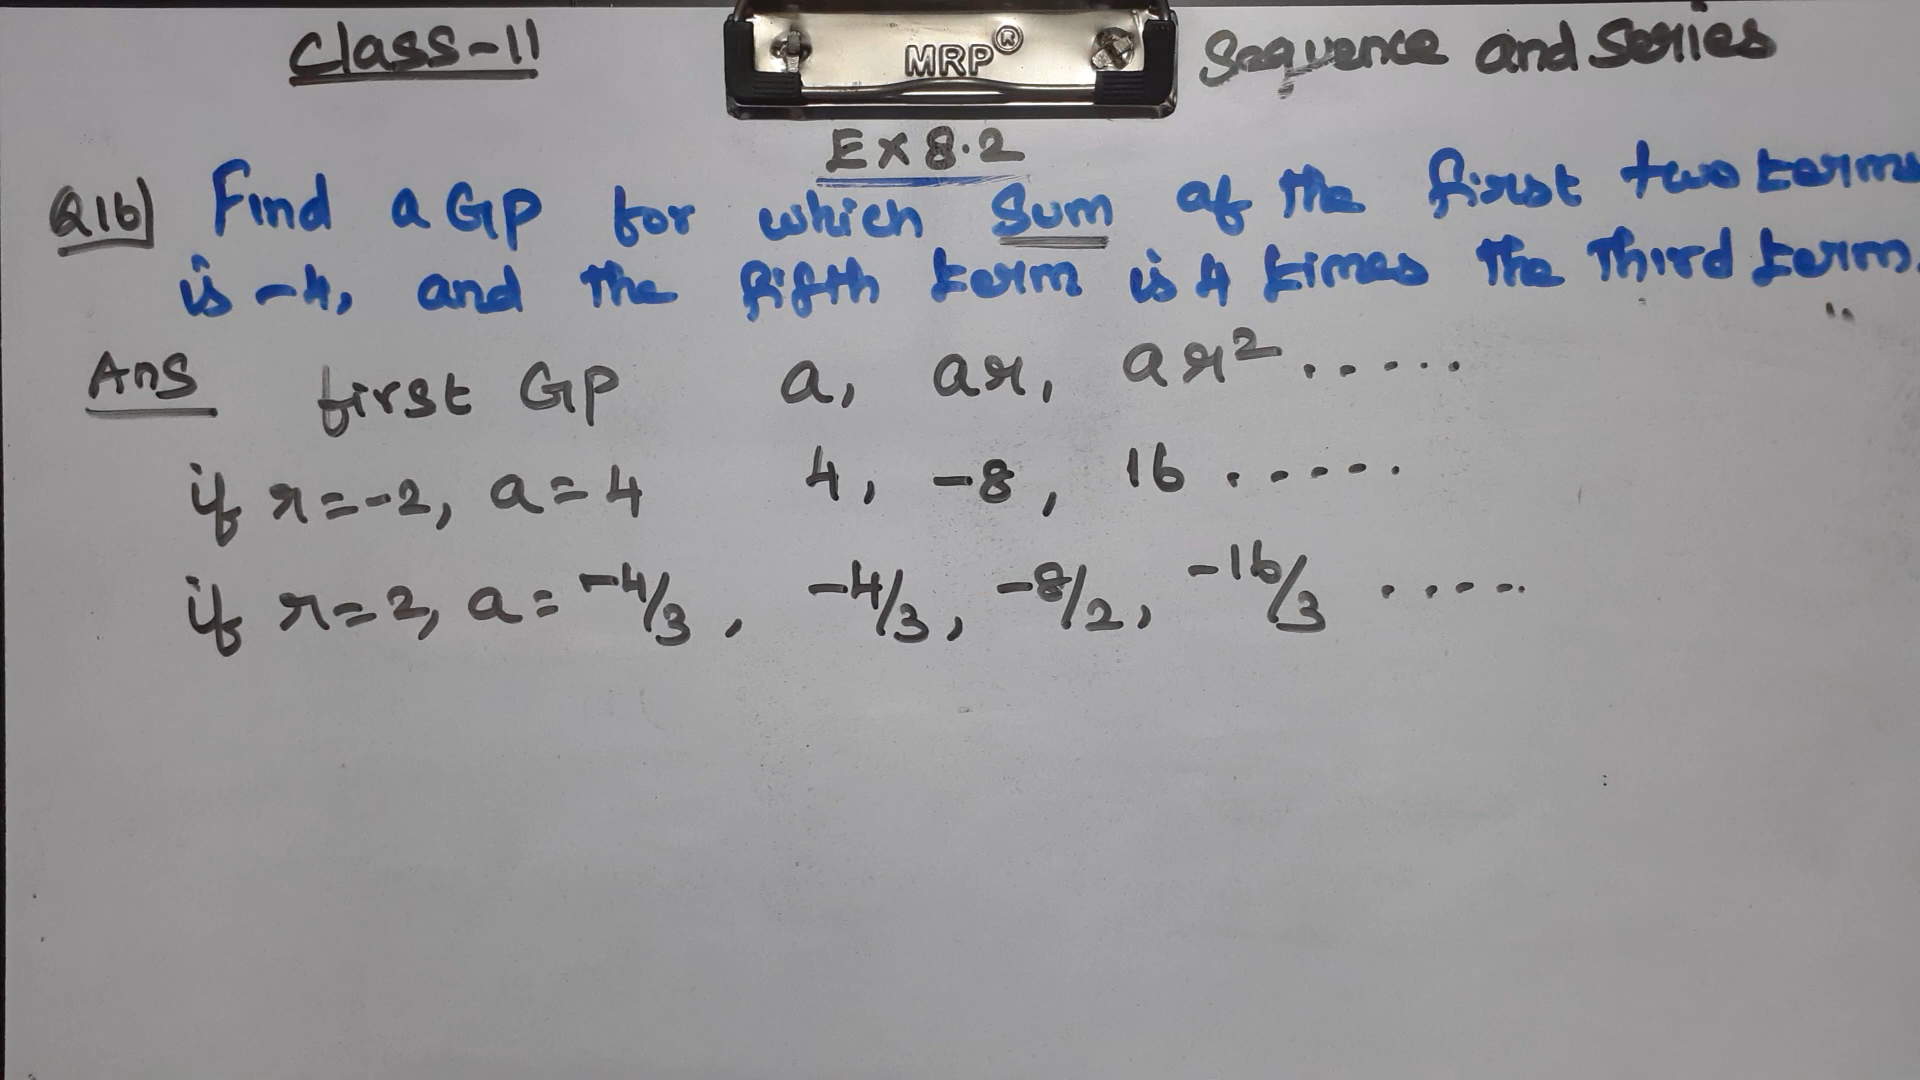 Class-11
MRP®
Sequence and Series
EX 8.2
Q16) Find a GP for which Sum of the first two terms
is -4, and the fifth term is 4 times the Third term.
Ans first GP a, ar, ar² .....
if r=-2, a=4 4, -8, 16 .....
if r=2, a=-4/3, -4/3, -8/2, -16/3 ....